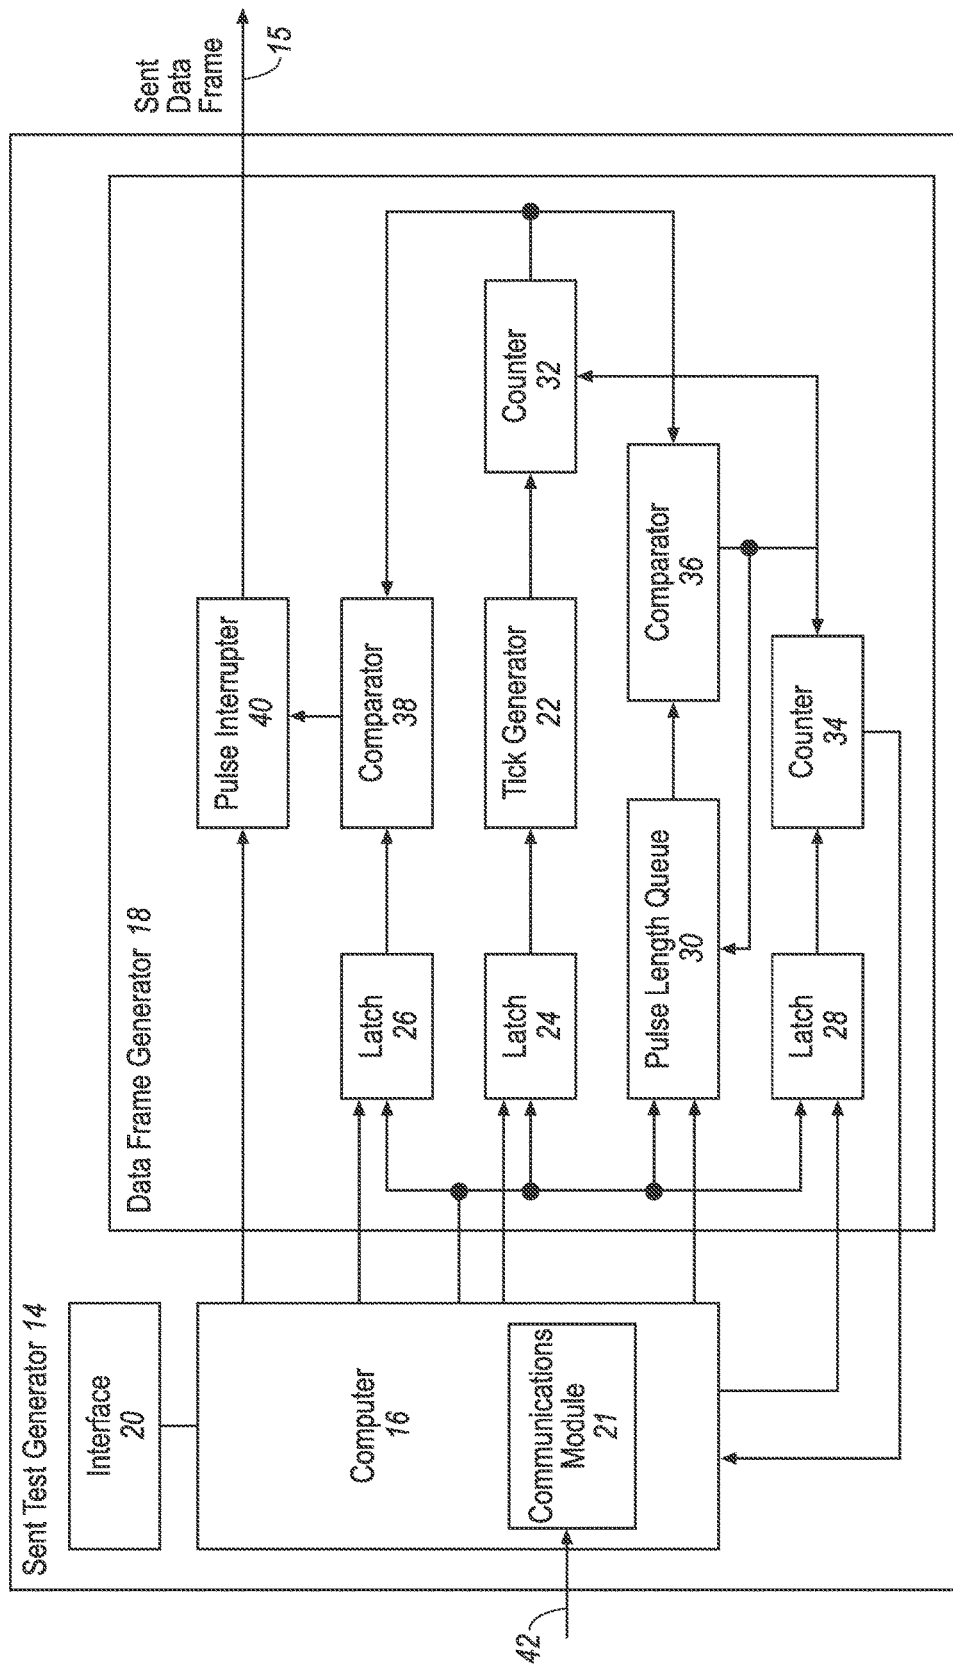 Sent Test Generator 14
Interface
20
Computer
16
Communications
Module
21
42
Data Frame Generator 18
Latch
26
Latch
24
Pulse Length Queue
30
Latch
28
Pulse Interrupter
40
Comparator
38
Tick Generator
22
Comparator
36
Counter
34
Counter
32
Sent
Data
Frame
15